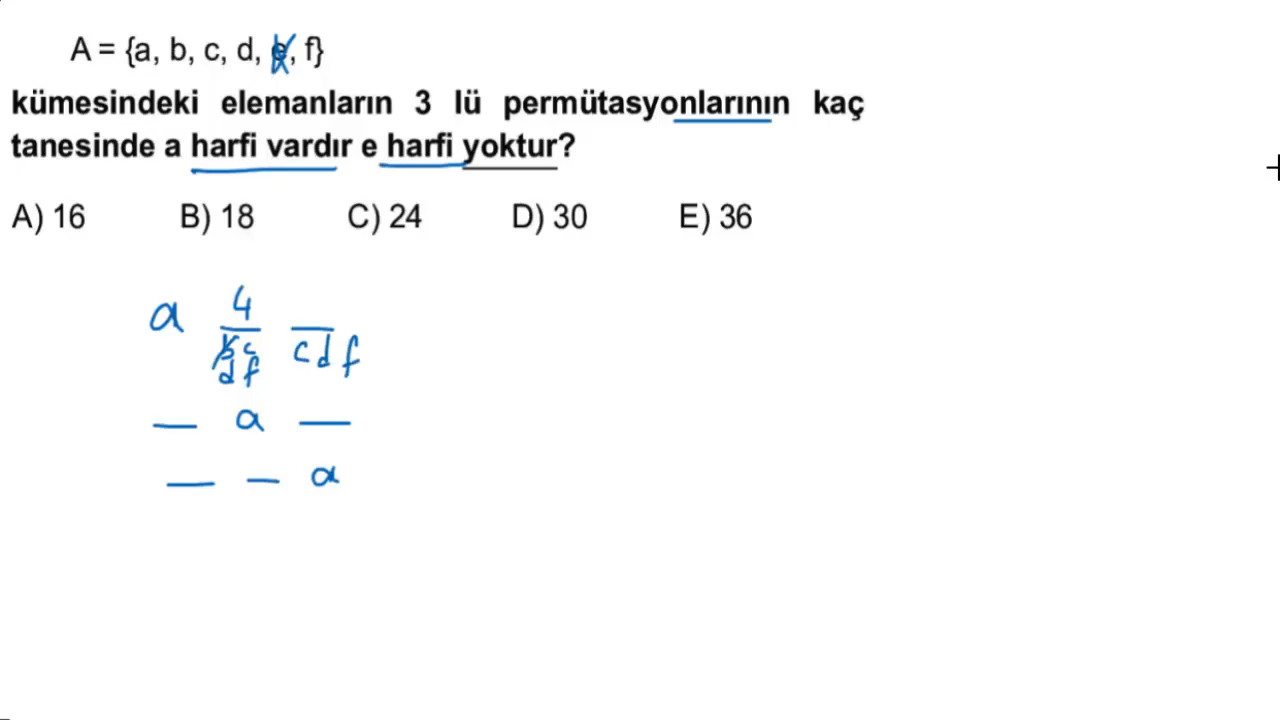 A = {a, b, c, d, e, f}
kümesindeki elemanların 3 lü permütasyonlarının kaç
tanesinde a harfi vardır e harfi yoktur?
A) 16 B) 18 C) 24 D) 30 E) 36
a 4
b c c d f
d f
a
a